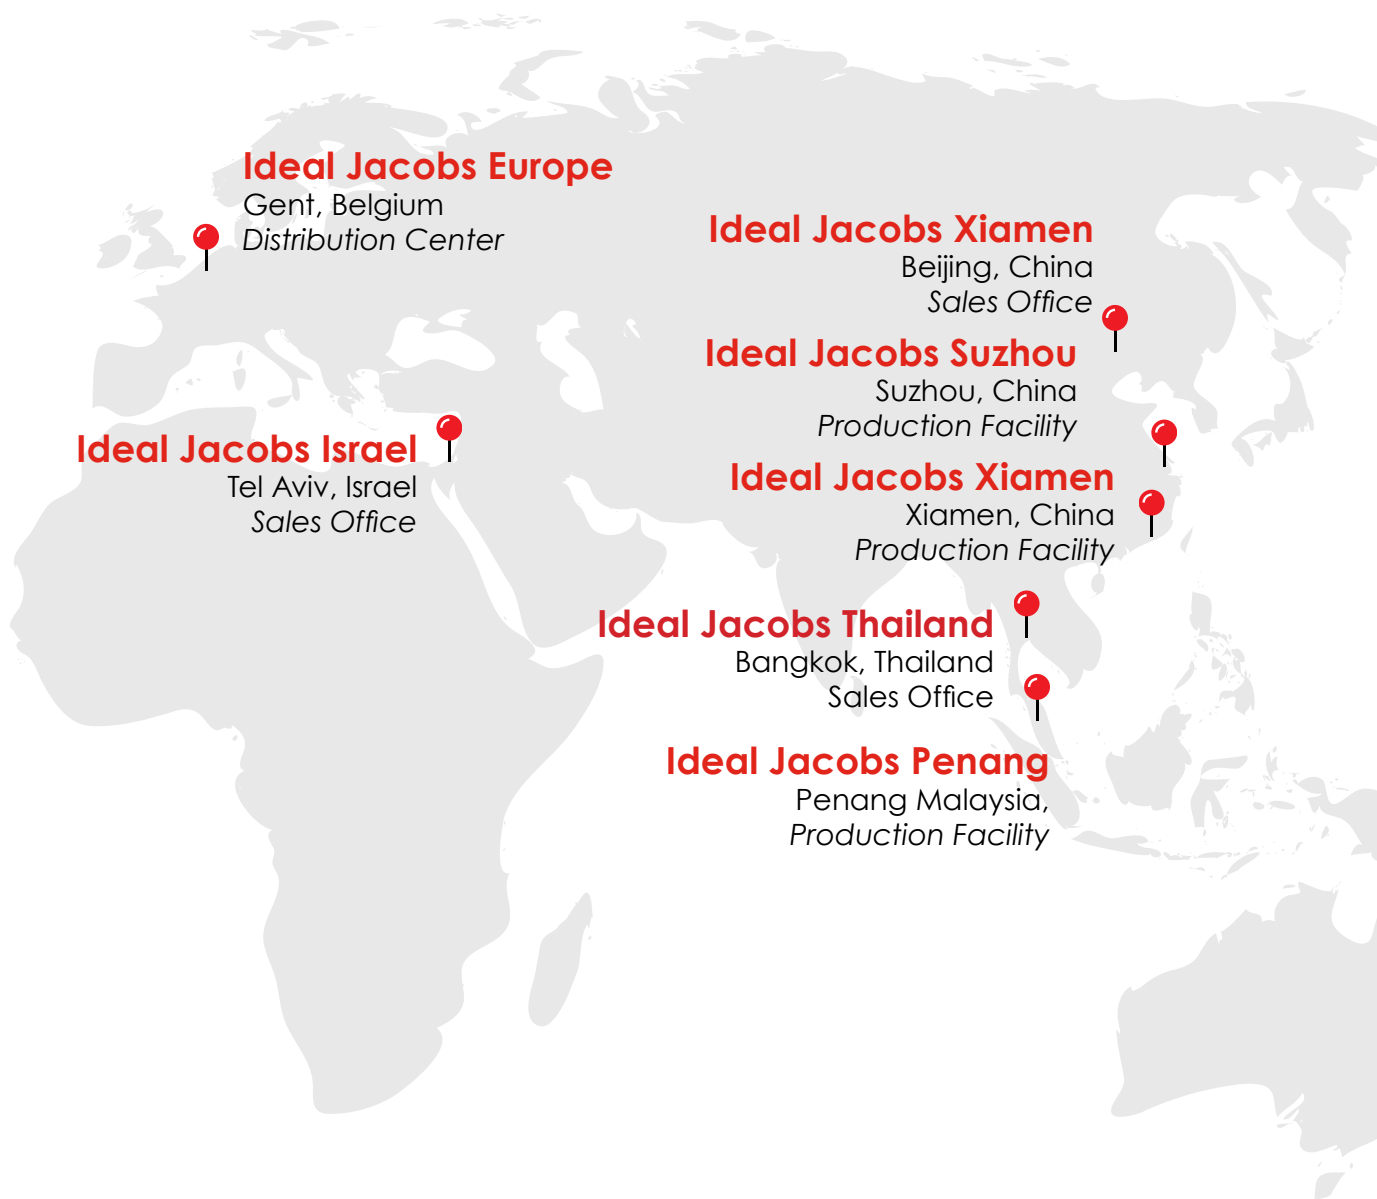 Ideal Jacobs Europe
Gent, Belgium
Distribution Center
Ideal Jacobs Xiamen
Beijing, China
Sales Office
Ideal Jacobs Suzhou
Suzhou, China
Production Facility
Ideal Jacobs Israel
Tel Aviv, Israel
Sales Office
Ideal Jacobs Xiamen
Xiamen, China
Production Facility
Ideal Jacobs Thailand
Bangkok, Thailand
Sales Office
Ideal Jacobs Penang
Penang Malaysia,
Production Facility